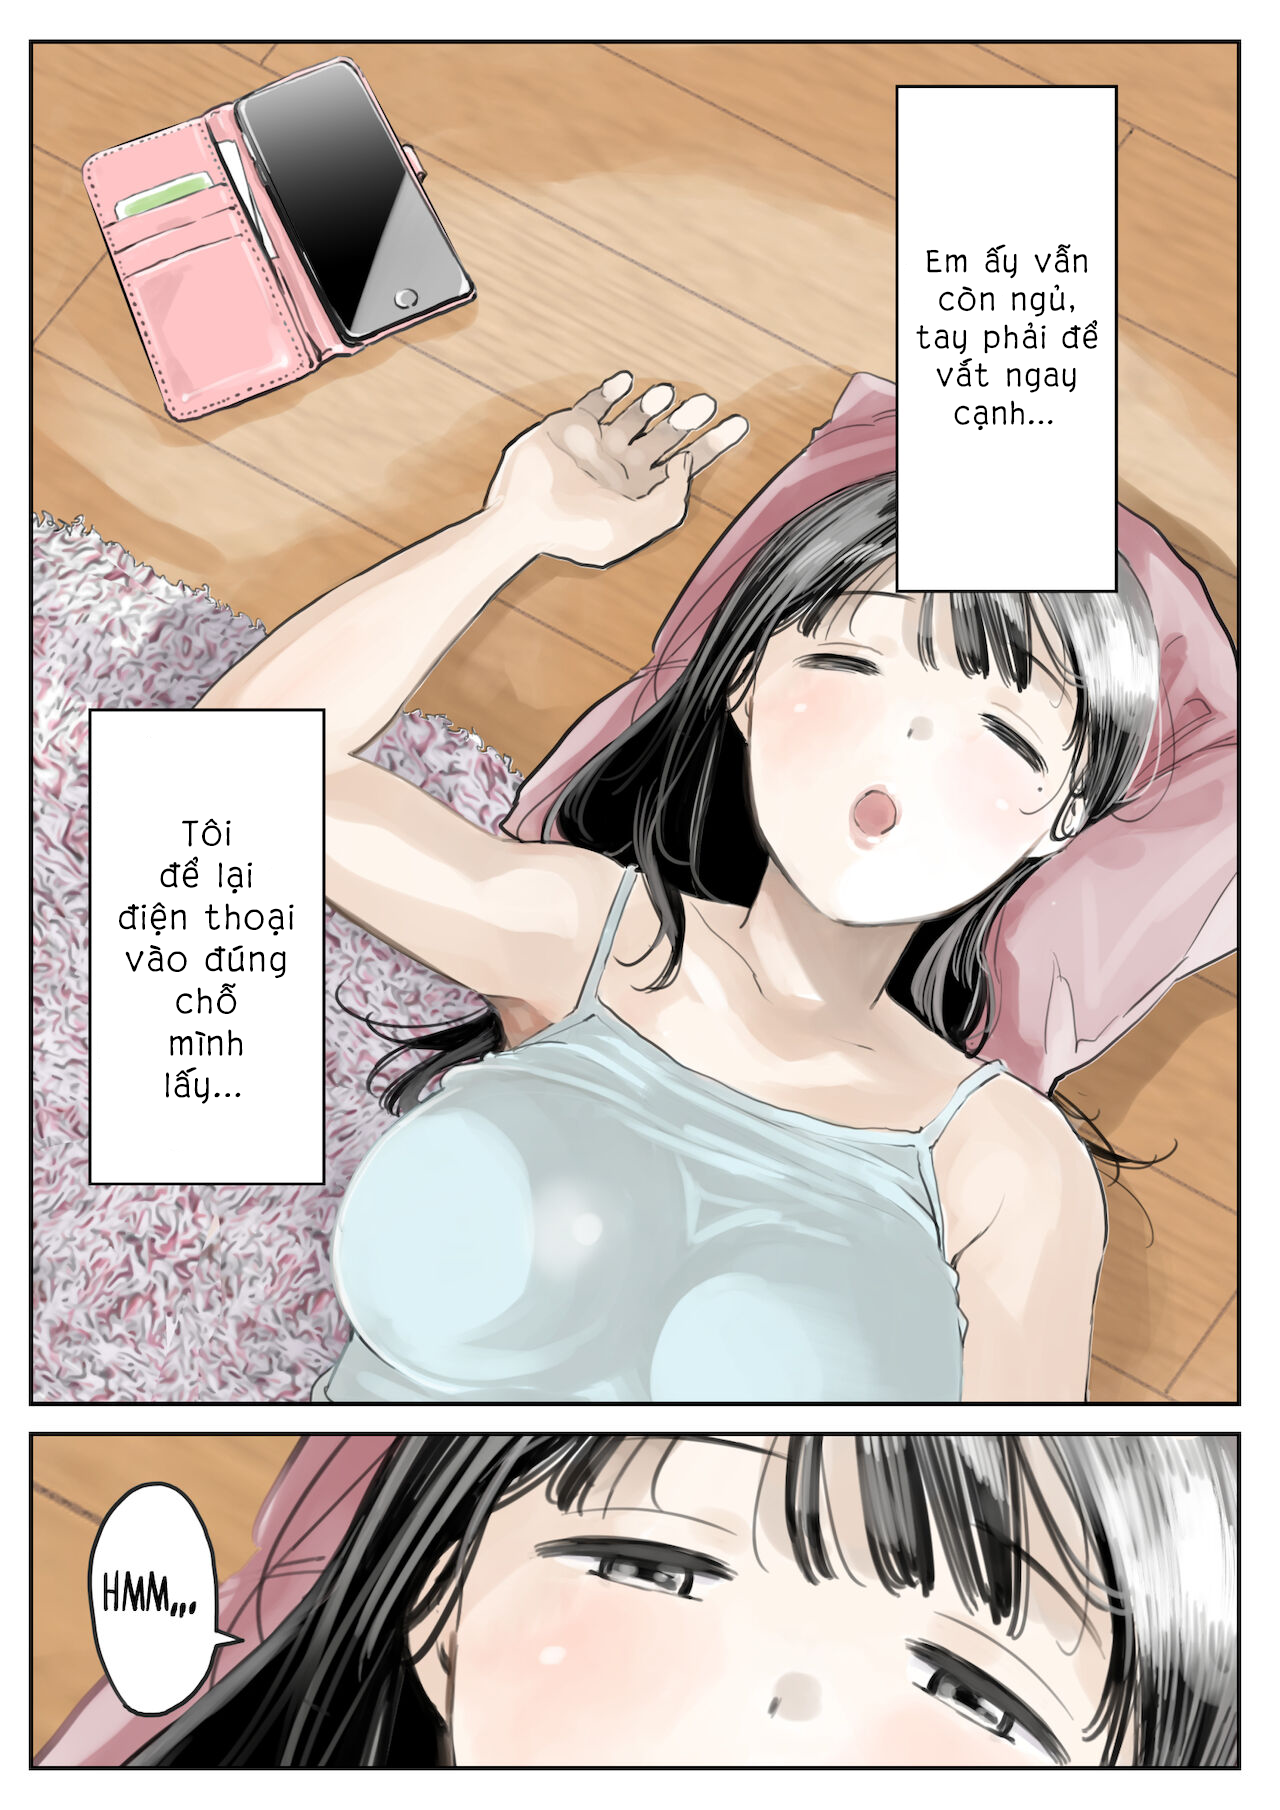 Em ấy vẫn
còn ngủ,
tay phải để
vắt ngay
cạnh...
Tôi
để lại
điện thoại
vào đúng
chỗ
mình
lấy...
HMM...